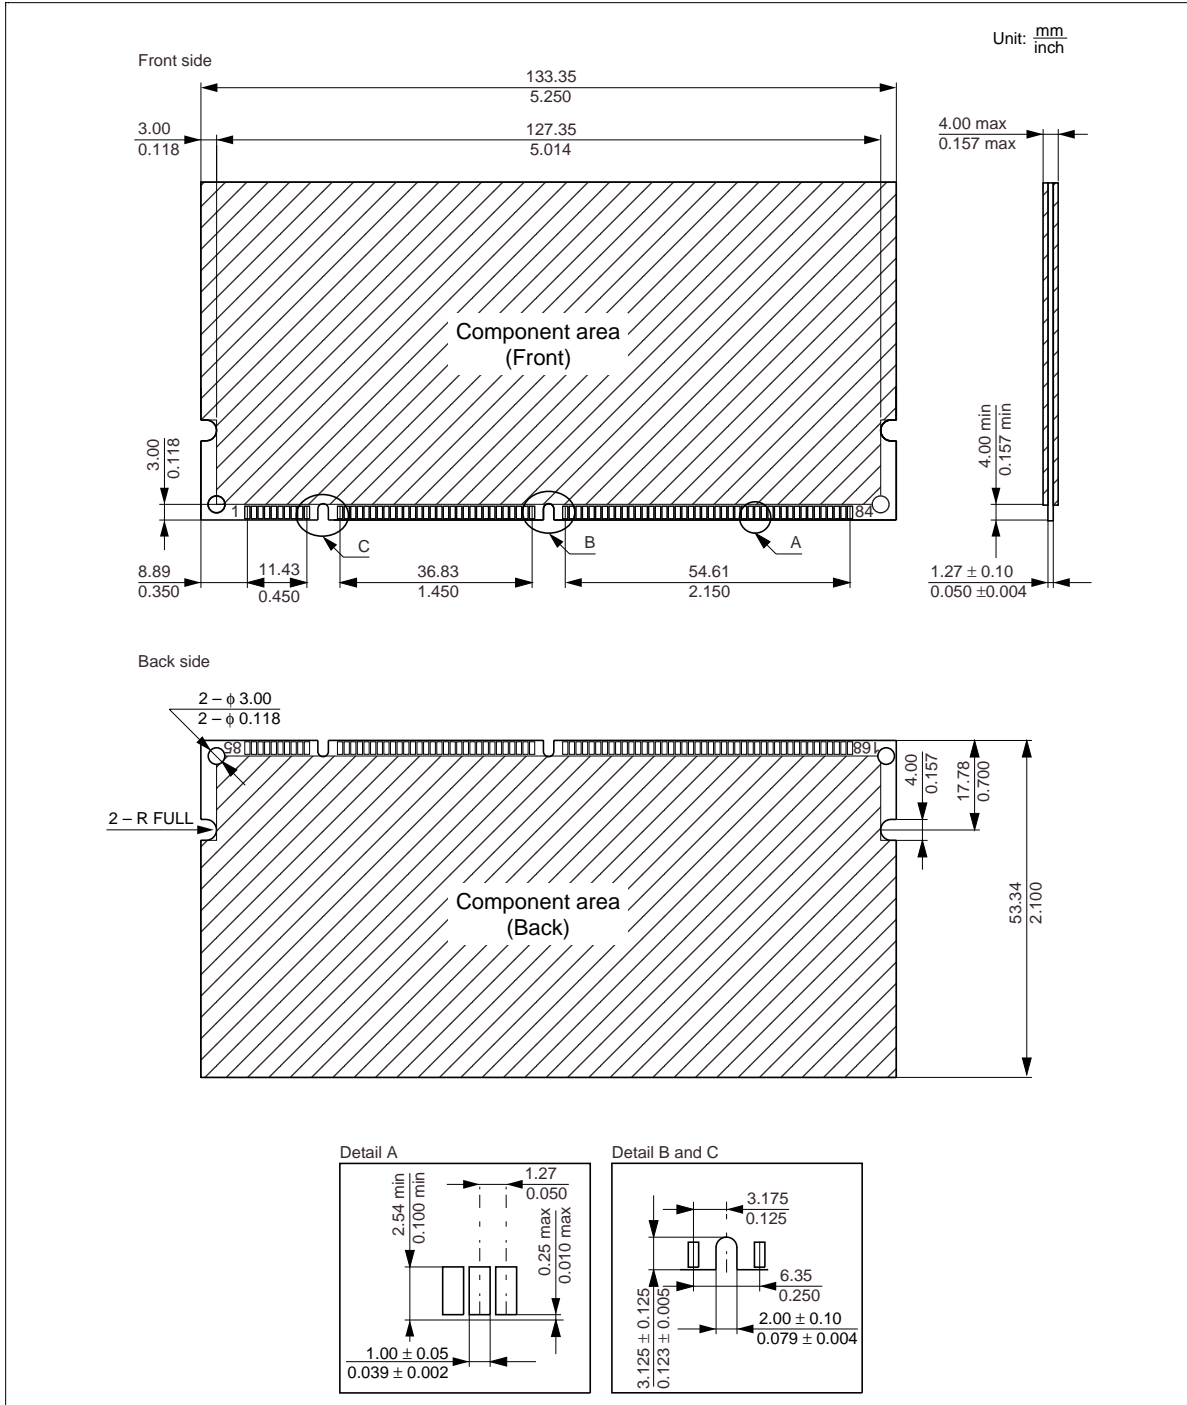 Unit: mm
inch
Front side
133.35
5.250
3.00
0.118
127.35
5.014
4.00 max
0.157 max
Component area
(Front)
3.00
0.118
4.00 min
0.157 min
1
84
C
B
A
8.89
0.350
11.43
0.450
36.83
1.450
54.61
2.150
1.27 ± 0.10
0.050 ±0.004
Back side
2 – ϕ 3.00
2 – ϕ 0.118
85
168
4.00
0.157
17.78
0.700
2 – R FULL
Component area
(Back)
53.34
2.100
Detail A
2.54 min
0.100 min
1.27
0.050
0.25 max
0.010 max
1.00 ± 0.05
0.039 ± 0.002
Detail B and C
3.175
0.125
6.35
0.250
3.125 ± 0.125
0.123 ± 0.005
2.00 ± 0.10
0.079 ± 0.004